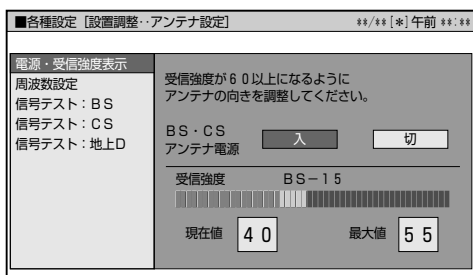 ■各種設定 [設置調整‥アンテナ設定]
**/**[*]午前 **:**
電源・受信強度表示
周波数設定
信号テスト：ＢＳ
信号テスト：ＣＳ
信号テスト：地上Ｄ
受信強度が６０以上になるように
アンテナの向きを調整してください。
ＢＳ・ＣＳ
アンテナ電源
入
切
受信強度 ＢＳ－１５
現在値 ４０
最大値 ５５